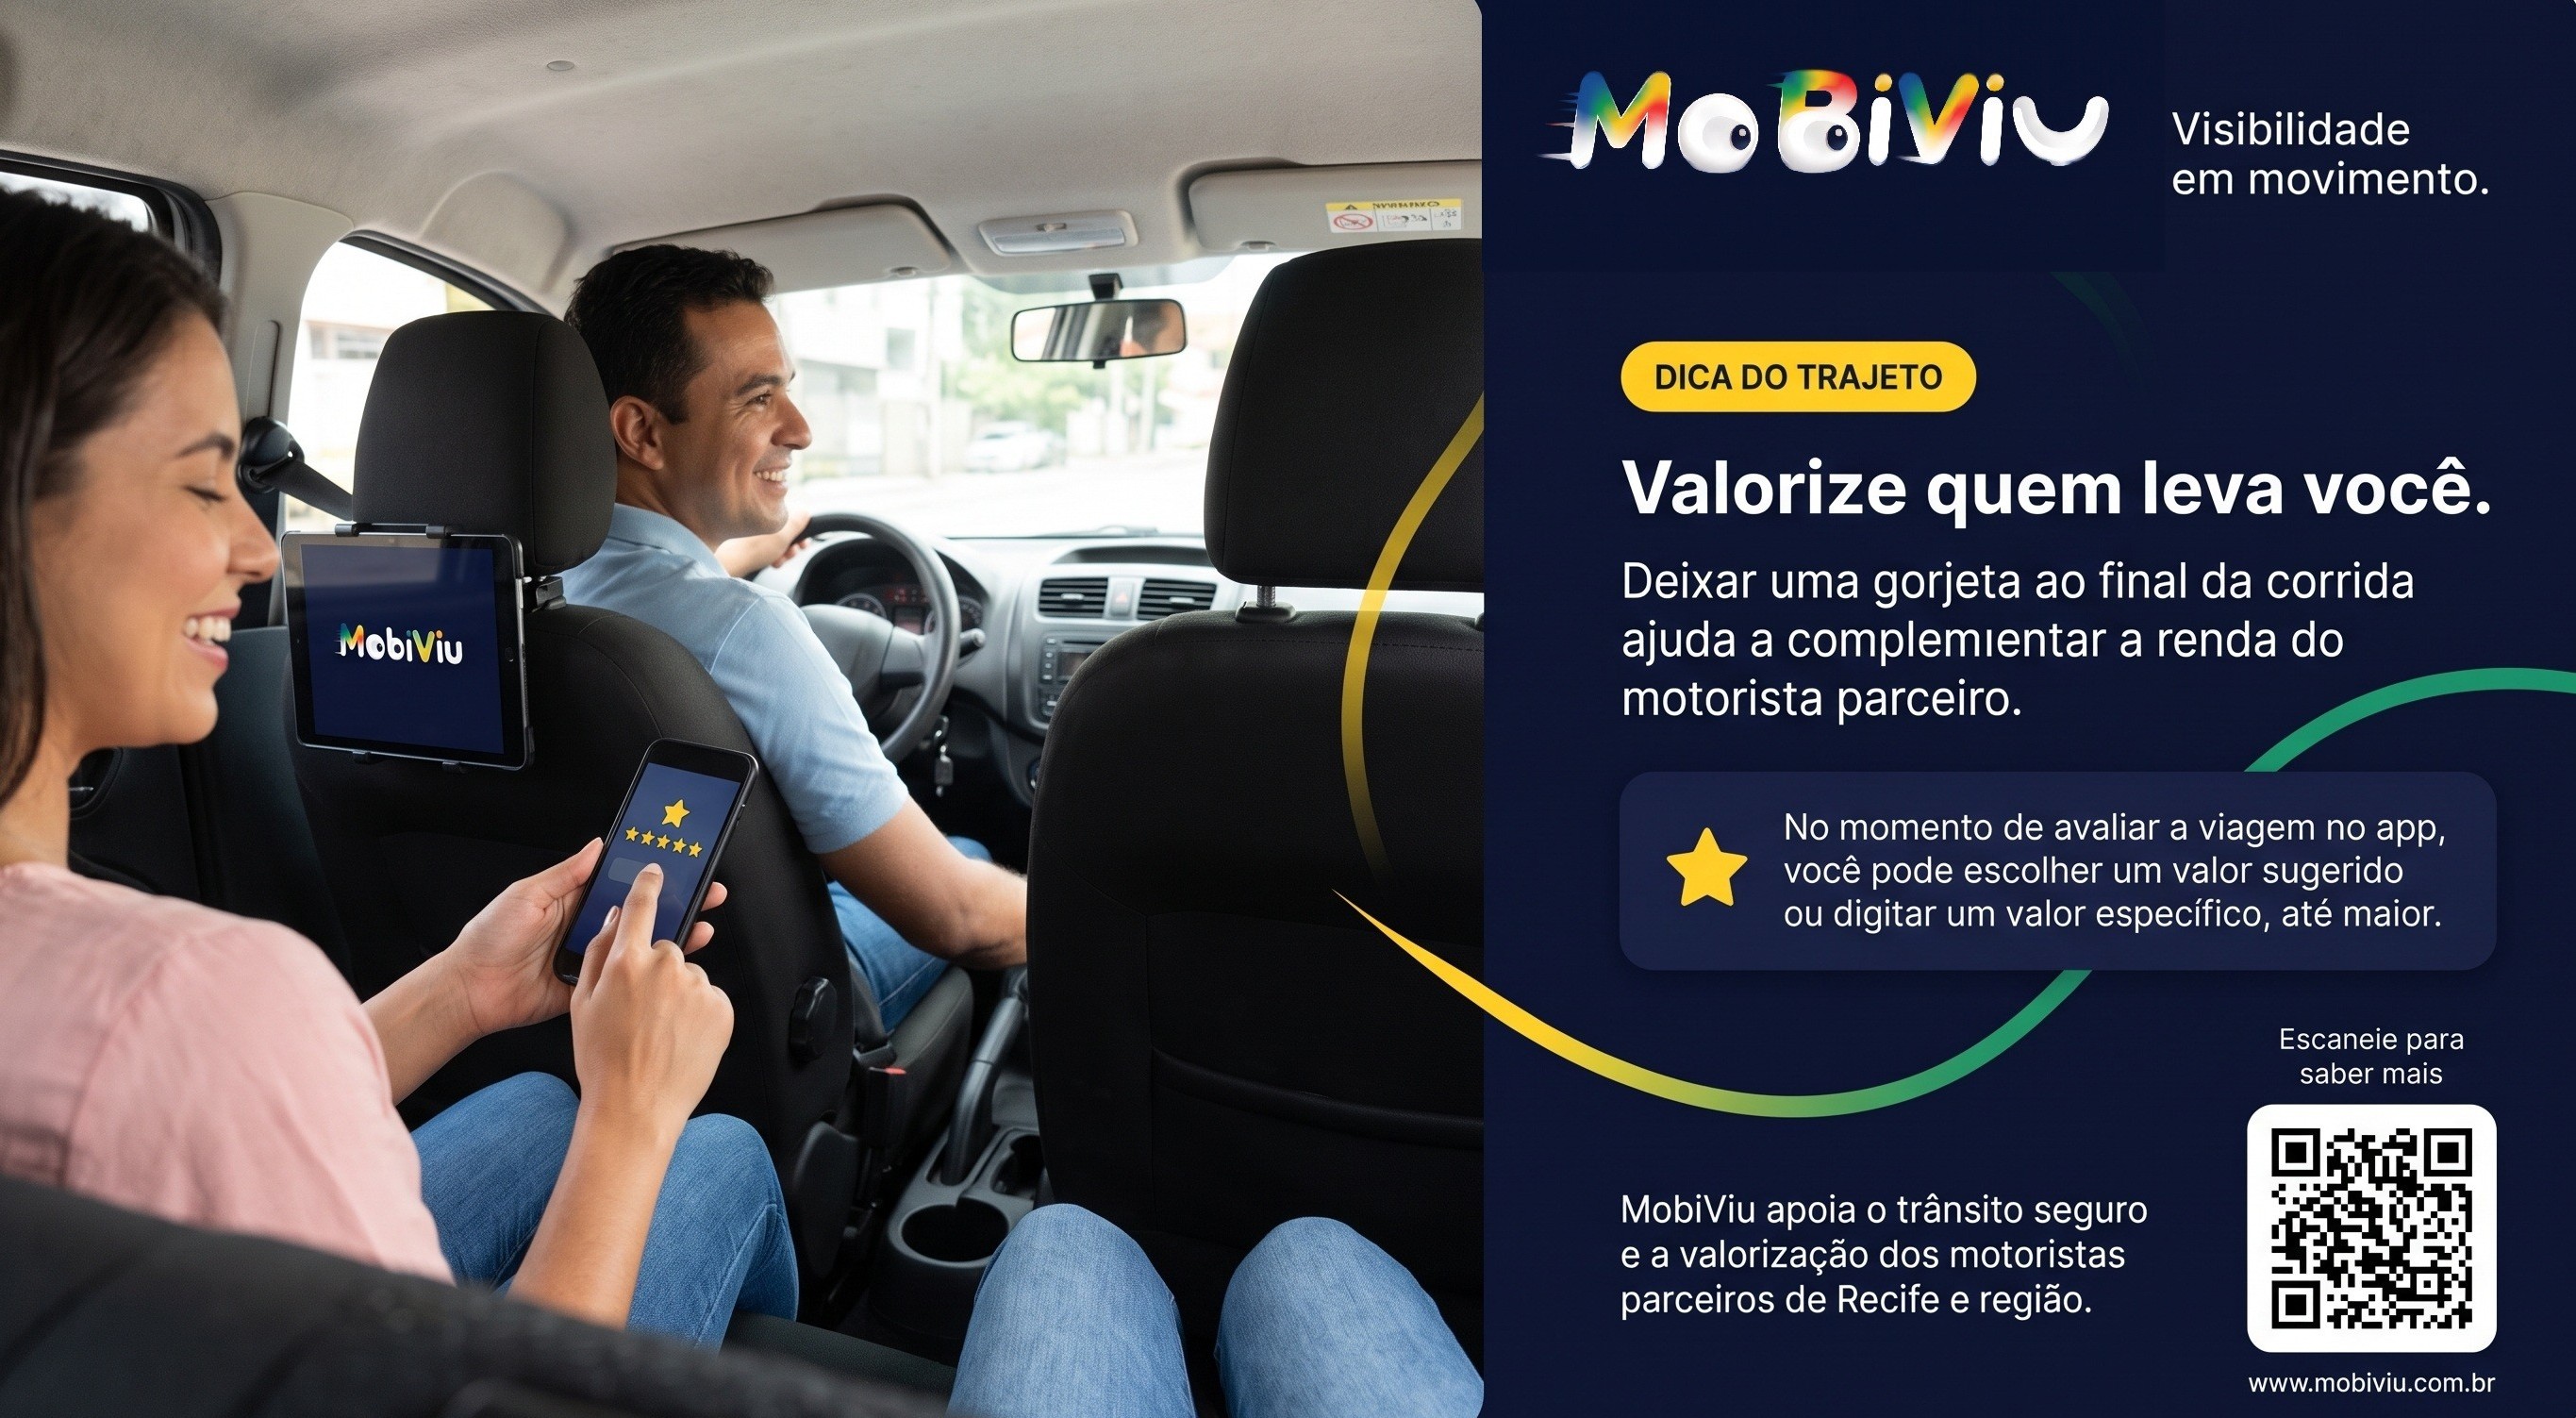 MoBiViu
Visibilidade
em movimento.
DICA DO TRAJETO
Valorize quem leva você.
Deixar uma gorjeta ao final da corrida
ajuda a complemıentar a renda do
motorista parceiro.
No momento de avaliar a viagem no app,
você pode escolher um valor sugerido
ou digitar um valor específico, até maior.
Escaneie para
saber mais
MobiViu apoia o trânsito seguro
e a valorização dos motoristas
parceiros de Recife e região.
www.mobiviu.com.br
MobiViu